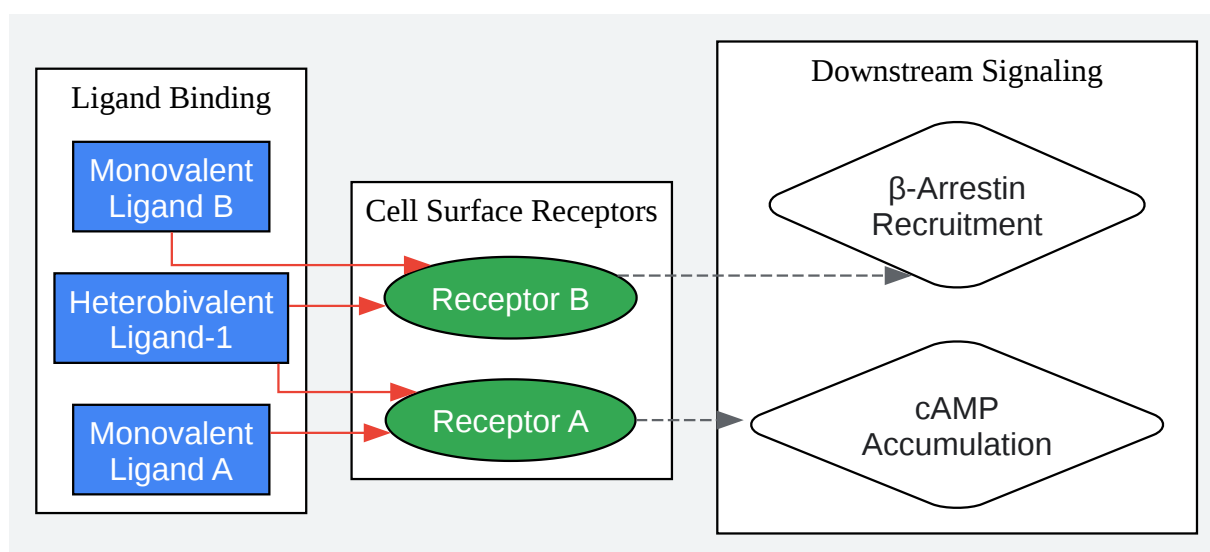 Ligand Binding
Monovalent
Ligand B
Heterobivalent
Ligand-1
Monovalent
Ligand A
Cell Surface Receptors
Receptor B
Receptor A
Downstream Signaling
β-Arrestin
Recruitment
cAMP
Accumulation